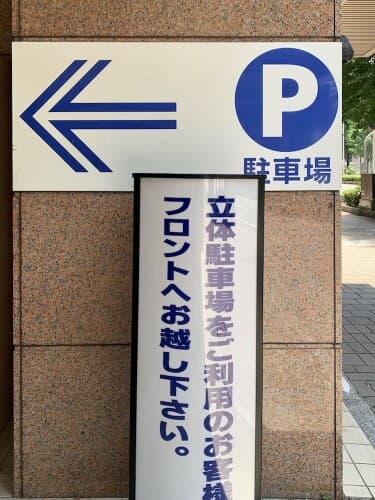 P
駐車場
立体駐車場をご利用のお客様
フロントへお越し下さい。